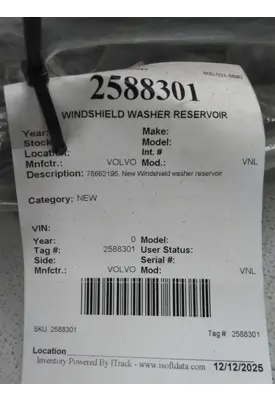 2588301
WINDSHIELD WASHER RESERVOIR
Year: Make:
Stock Model:
Location: Int. #
Mnfctr.: VOLVO Mod.: VNL
Description: 78662195, New Windshield washer reservoir
Category: NEW
VIN:
Year: 0 Model:
Tag #: 2588301 User Status:
Side: Serial #:
Mnfctr.: VOLVO Mod: VNL
SKU: 2588301
Tag# 2588301
Location
Inventory Powered By ITrack - www.isoftdata.com 12/12/2025